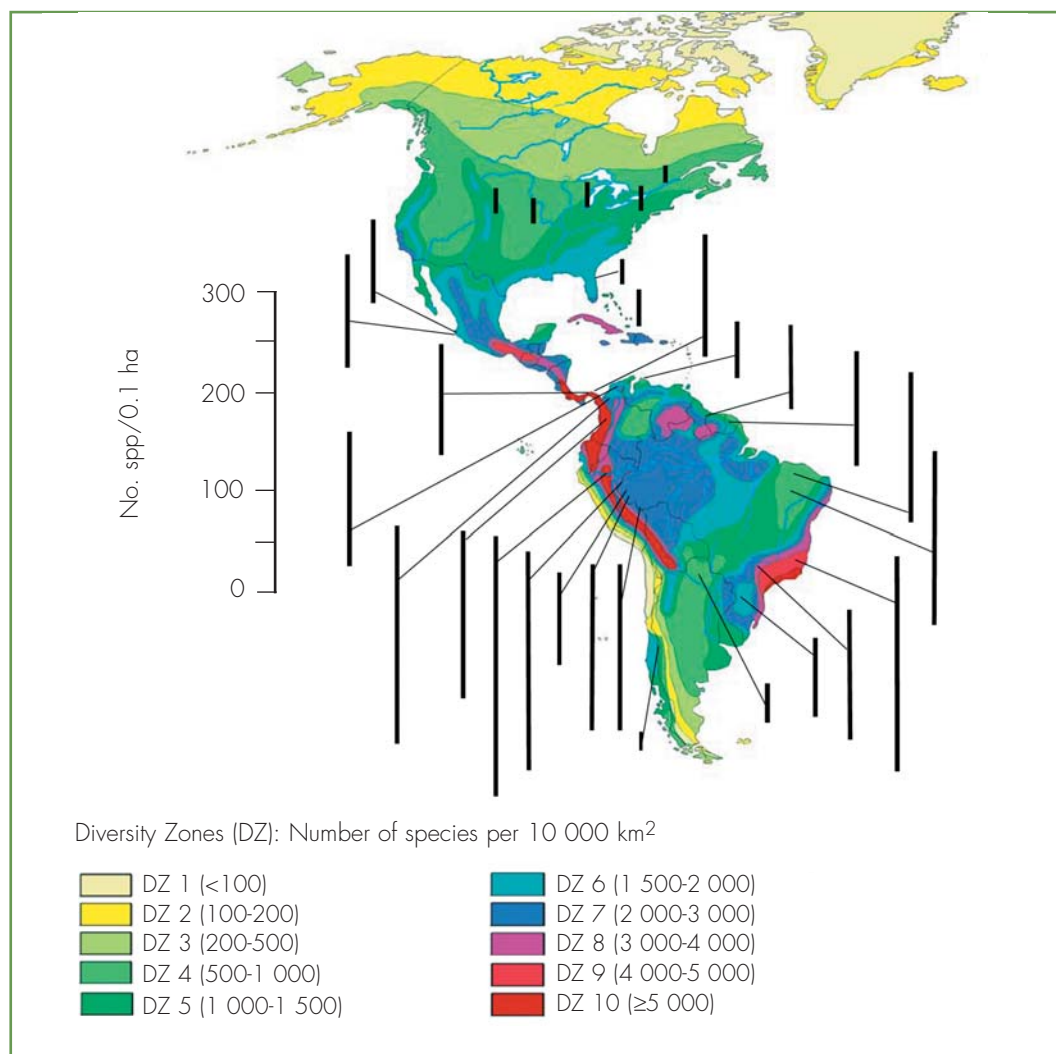 300
200
100
0
No. spp/0.1 ha
Diversity Zones (DZ): Number of species per 10 000 km²
DZ 1 (<100)
DZ 2 (100-200)
DZ 3 (200-500)
DZ 4 (500-1 000)
DZ 5 (1 000-1 500)
DZ 6 (1 500-2 000)
DZ 7 (2 000-3 000)
DZ 8 (3 000-4 000)
DZ 9 (4 000-5 000)
DZ 10 (≥5 000)